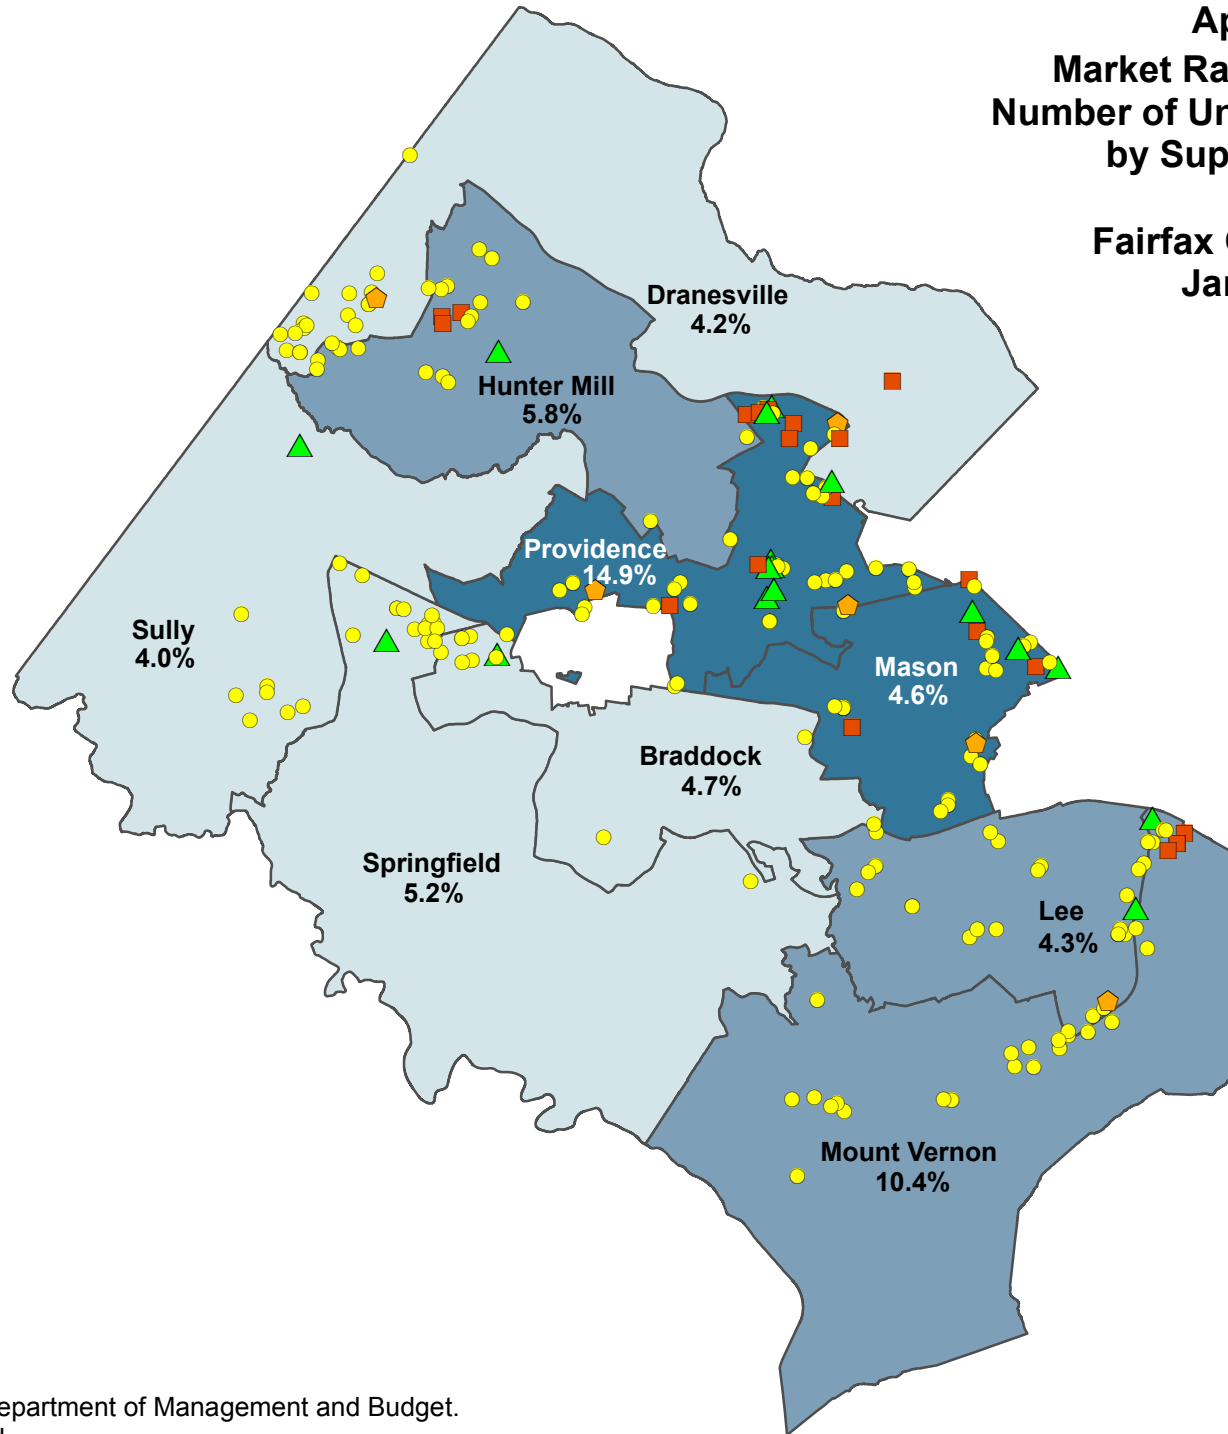 Ap
Market Ra
Number of Un
by Sup
Fairfax
Jar
Dranesville
4.2%
Hunter Mill
5.8%
Providence
14.9%
Sully
4.0%
Mason
4.6%
Braddock
4.7%
Springfield
5.2%
Lee
4.3%
Mount Vernon
10.4%
epartment of Management and Budget.